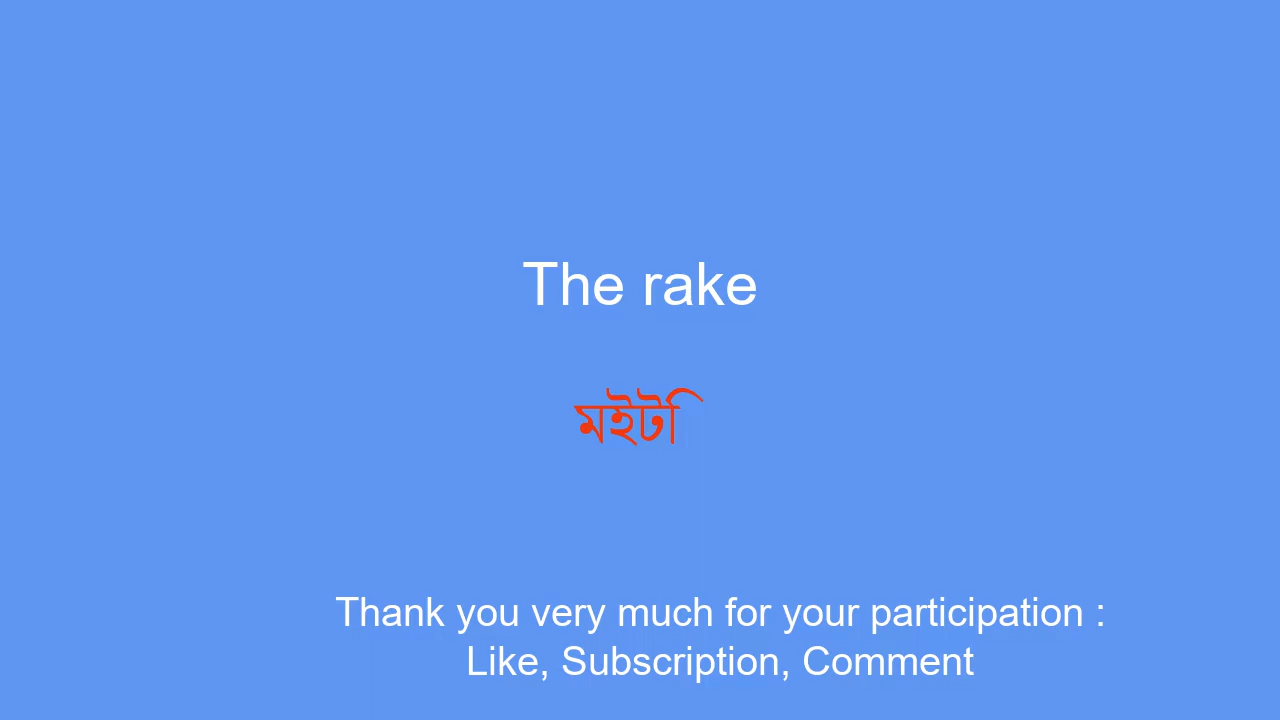 The rake
মইটি
Thank you very much for your participation :
Like, Subscription, Comment